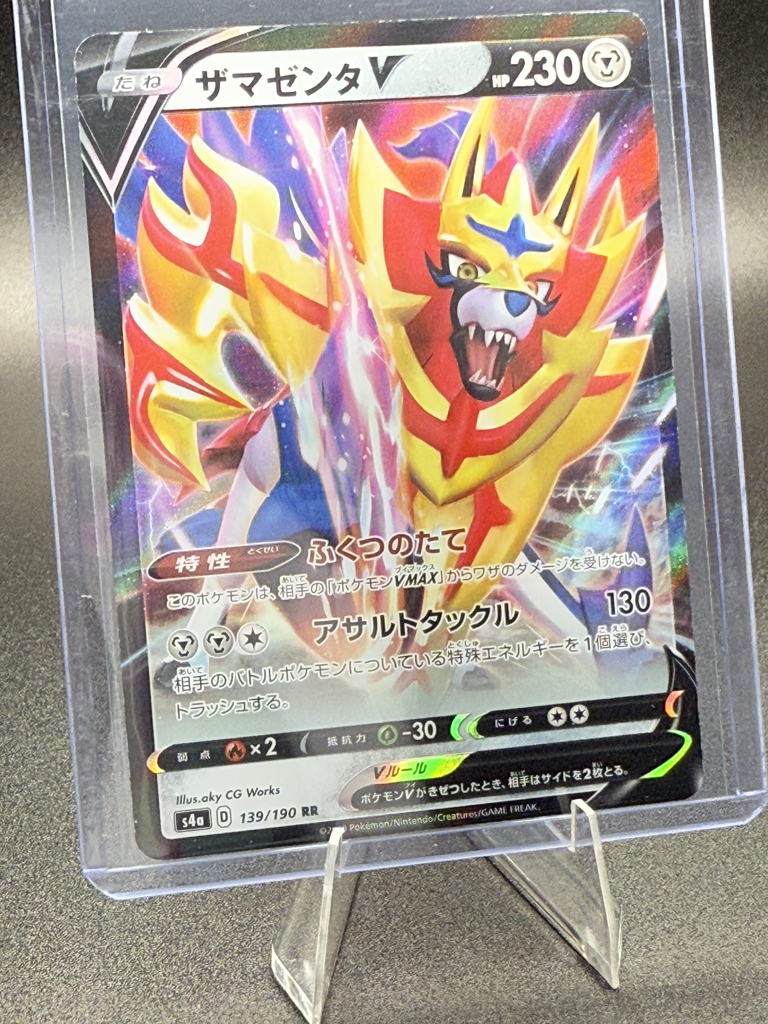 たね ザマゼンタV HP 230
特性 とくせい ふくつのたて
このポケモンは、相手の「ポケモンVMAX」からワザのダメージを受けない。
アサルトタックル 130
相手のバトルポケモンについている特殊エネルギーを1個選び、
トラッシュする。
弱点 ×2 抵抗力 -30 にげる
Vルール
ポケモンVがきぜつしたとき、相手はサイドを2枚とる。
Illus.aky CG Works
s4a D 139/190 RR
Pokémon/Nintendo/Creatures/GAME FREAK.